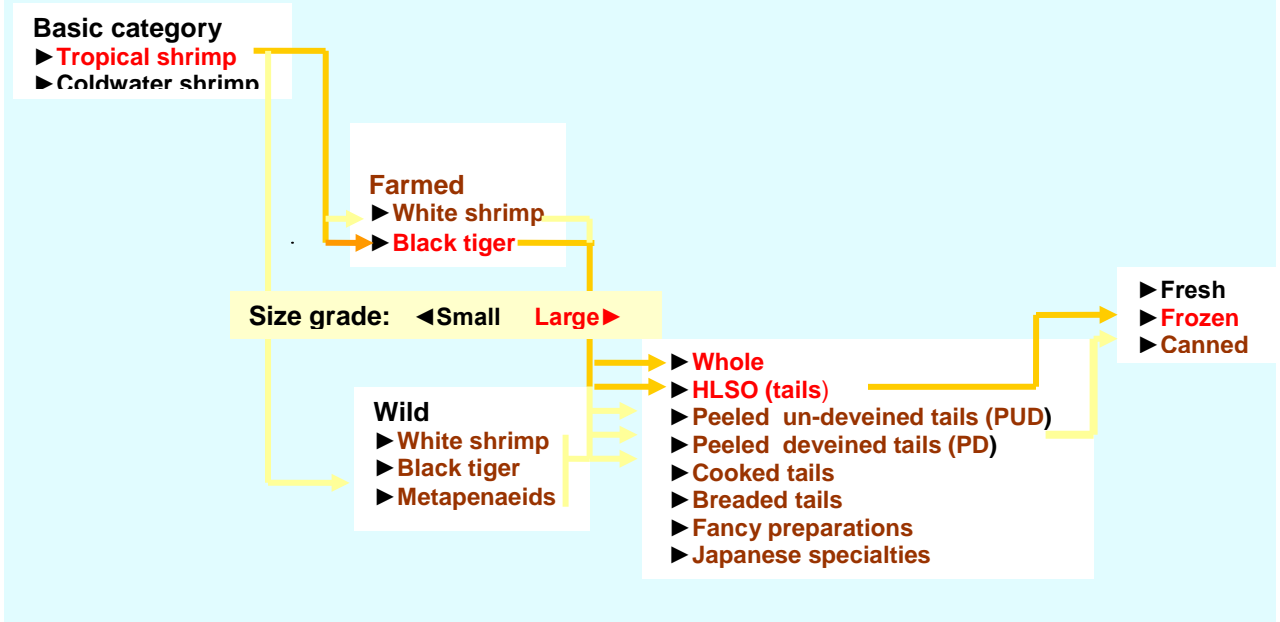 Basic category
►Tropical shrimp
►Coldwater shrimp
Farmed
►White shrimp
►Black tiger
Size grade: ◄Small Large►
Wild
►White shrimp
►Black tiger
►Metapenaeids
►Whole
►HLSO (tails)
►Peeled un-deveined tails (PUD)
►Peeled deveined tails (PD)
►Cooked tails
►Breaded tails
►Fancy preparations
►Japanese specialties
►Fresh
►Frozen
►Canned